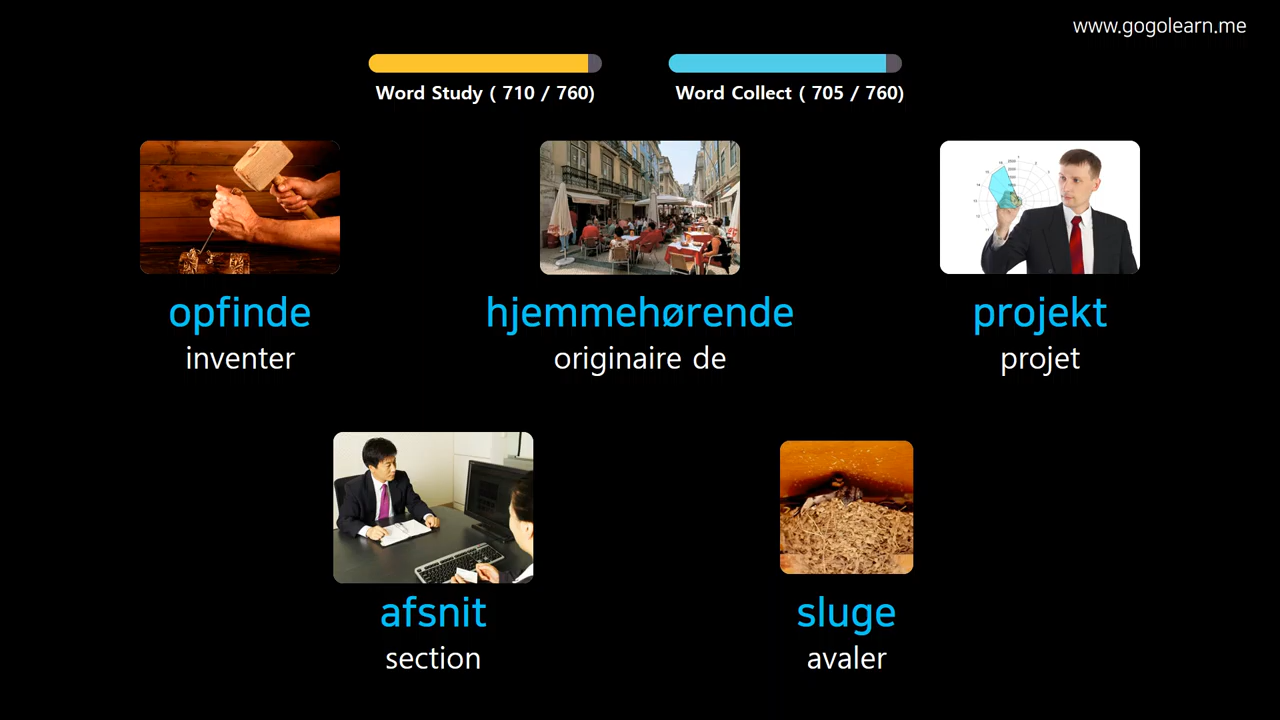 www.gogolearn.me
Word Study ( 710 / 760)
Word Collect ( 705 / 760)
opfinde
inventer
hjemmehørende
originaire de
projekt
projet
afsnit
section
sluge
avaler